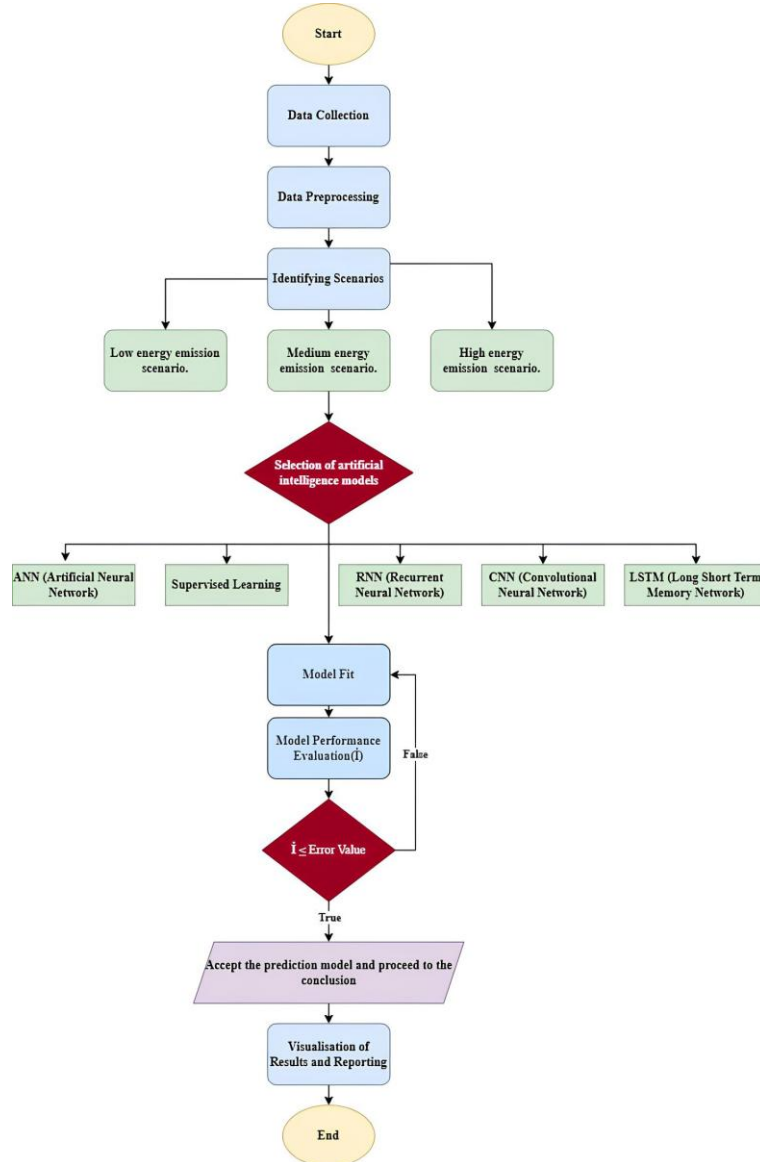 Start
Data Collection
Data Preprocessing
Identifying Scenarios
Low energy emission
scenario.
Medium energy
emission scenario.
High energy
emission scenario.
Selection of artificial
intelligence models
ANN (Artificial Neural
Network)
Supervised Learning
RNN (Recurrent
Neural Network)
CNN (Convolutional
Neural Network)
LSTM (Long Short Term
Memory Network)
Model Fit
Model Performance
Evaluation(İ)
False
İ ≤ Error Value
True
Accept the prediction model and proceed to the
conclusion
Visualisation of
Results and Reporting
End